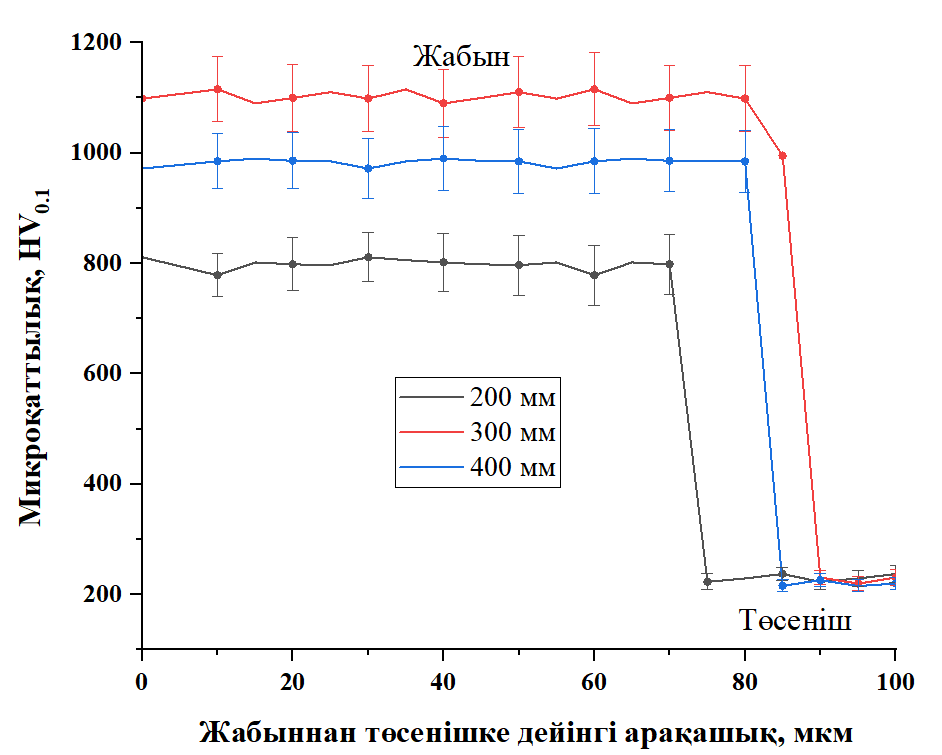 1200
1000
800
600
400
200
Микроқаттылық, HV0.1
Жабын
200 мм
300 мм
400 мм
Төсеніш
0 20 40 60 80 100
Жабыннан төсенішке дейінгі арақашық, мкм